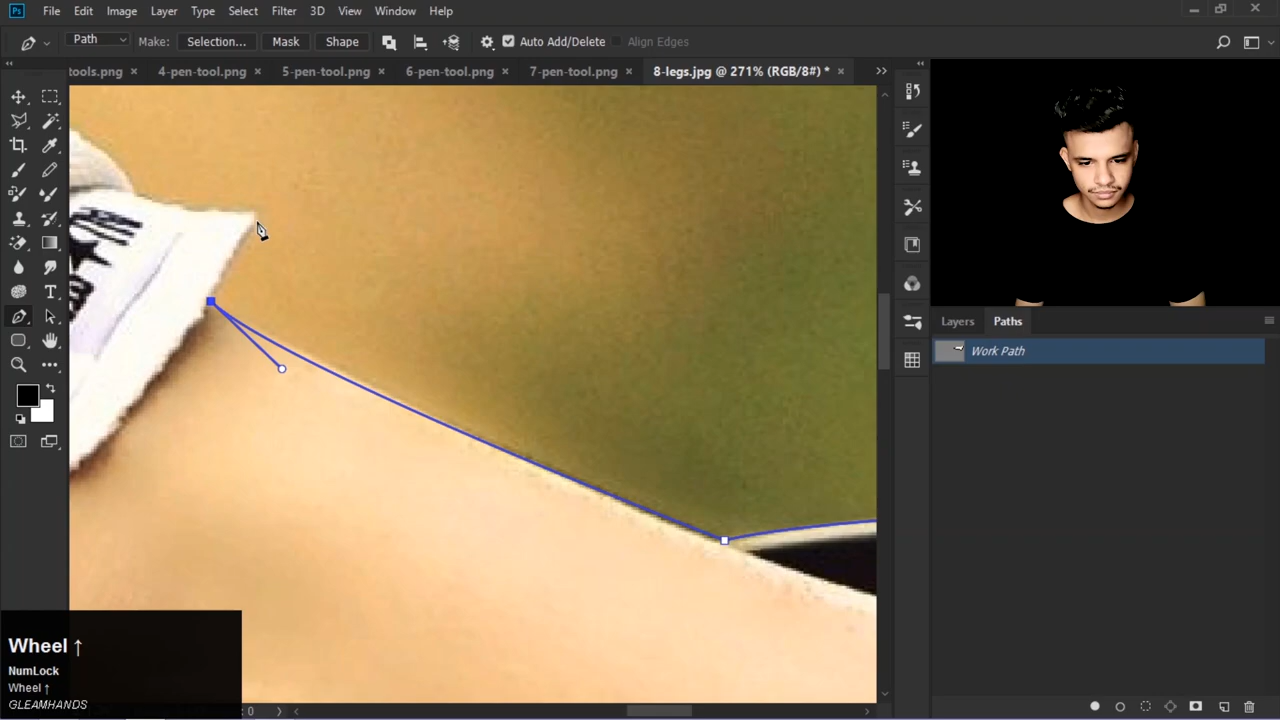 Ps File Edit Image Layer Type Select Filter 3D View Window Help
Path Make: Selection... Mask Shape Auto Add/Delete Align Edges
tools.png × 4-pen-tool.png × 5-pen-tool.png × 6-pen-tool.png × 7-pen-tool.png × 8-legs.jpg @ 271% (RGB/8#) * ×
Layers Paths
Work Path
Wheel ↑
NumLock
Wheel ↑
GLEAMHANDS
: 0